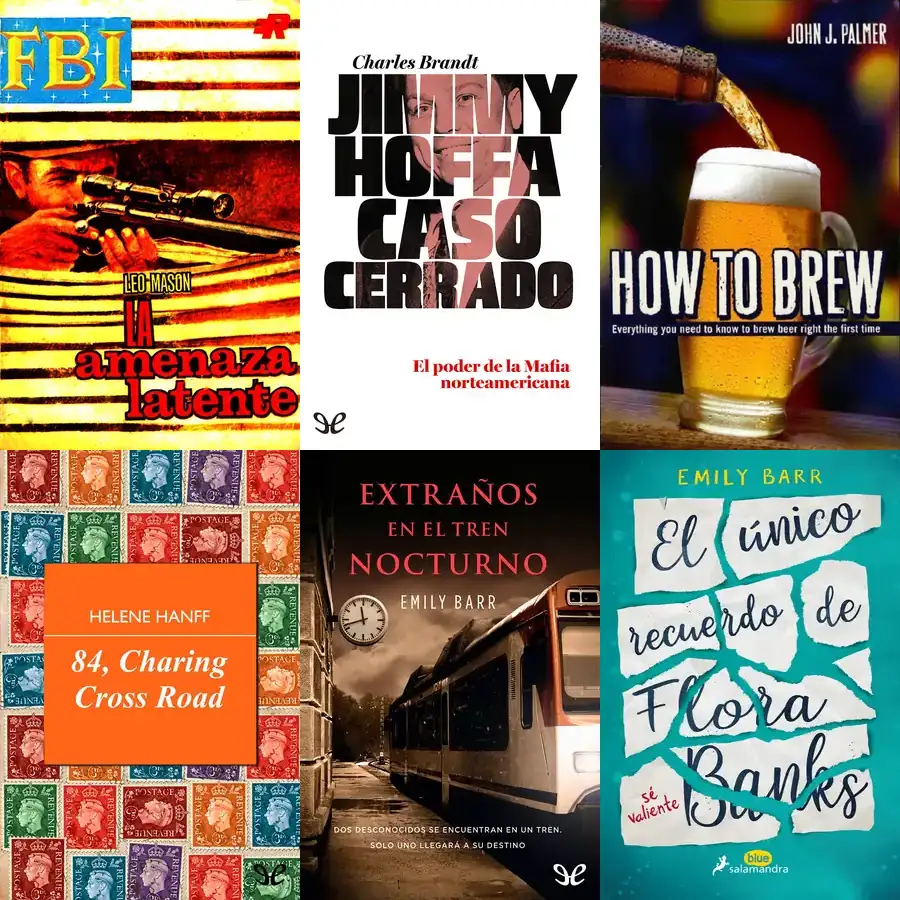 FBI
R
LEO MASON
LA
amenaza
latente
Charles Brandt
JIMMY
HOFFA
CASO
CERRADO
El poder de la Mafia
norteamericana
JOHN J. PALMER
HOW TO BREW
Everything you need to know to brew beer right the first time
POSTAGE REVENUE
HELENE HANFF
84, Charing
Cross Road
EXTRAÑOS
EN EL TREN
NOCTURNO
EMILY BARR
DOS DESCONOCIDOS SE ENCUENTRAN EN UN TREN.
SOLO UNO LLEGARÁ A SU DESTINO
EMILY BARR
El único
recuerdo de
Flora
Banks
sé
valiente
blue
salamandra